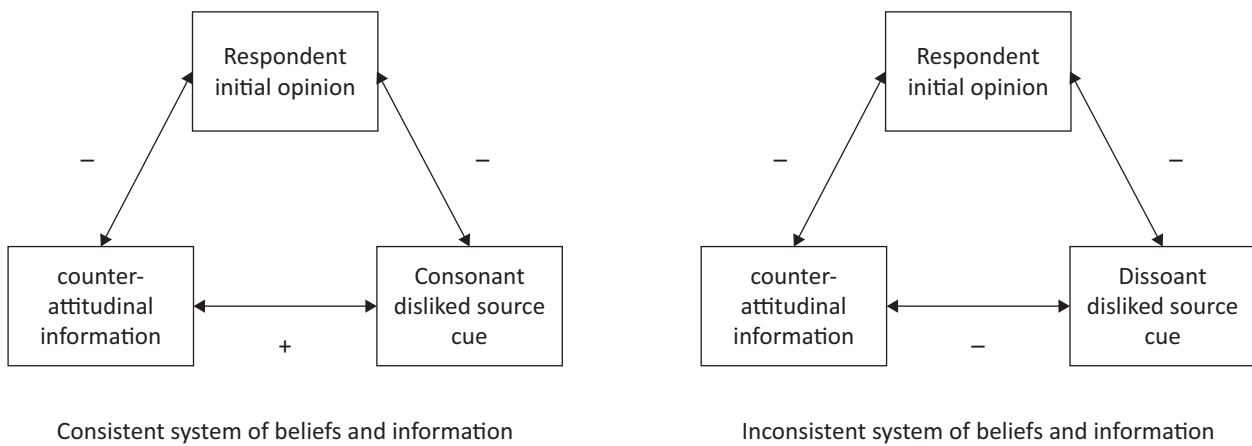 Respondent
initial opinion
–
–
counter-
attitudinal
information
Consonant
disliked source
cue
+
Consistent system of beliefs and information
Respondent
initial opinion
–
–
counter-
attitudinal
information
Dissoant
disliked source
cue
–
Inconsistent system of beliefs and information